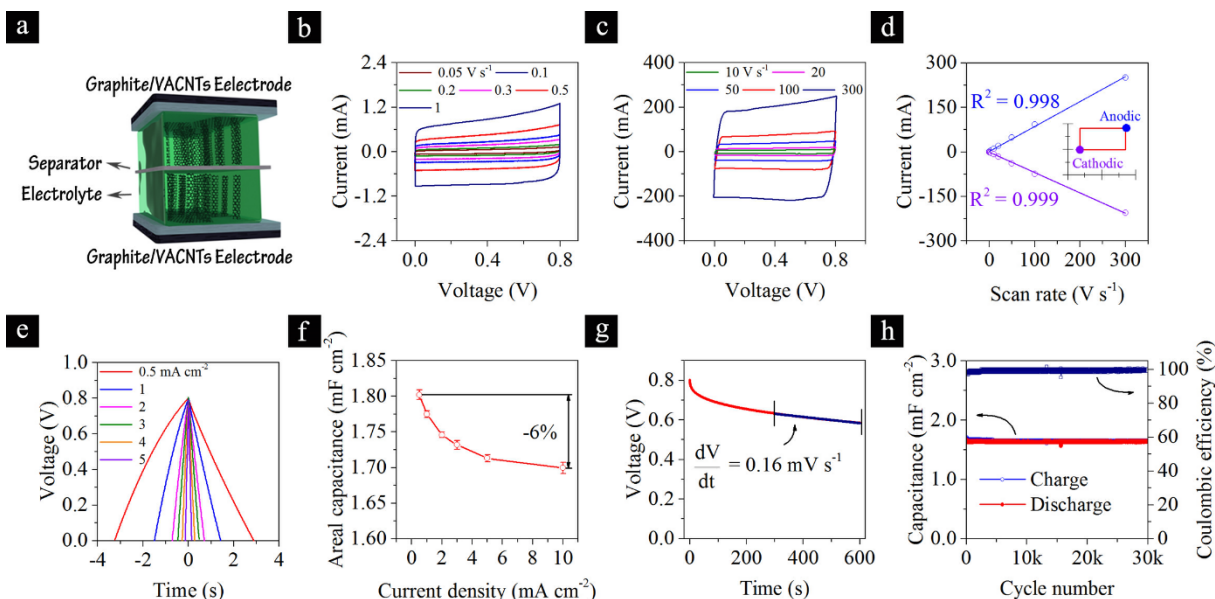 a
Graphite/VACNTs Eelectrode
Separator
Electrolyte
Graphite/VACNTs Eelectrode
b
2.4
1.2
0.0
-1.2
-2.4
Current (mA)
0.05 V s⁻¹ 0.1
0.2 0.3 0.5
1
0.0 0.4 0.8
Voltage (V)
c
400
200
0
-200
-400
Current (mA)
10 V s⁻¹ 20
50 100 300
0.0 0.4 0.8
Voltage (V)
d
300
150
0
-150
-300
Current (mA)
R² = 0.998
Anodic
Cathodic
R² = 0.999
0 100 200 300
Scan rate (V s⁻¹)
e
1.0
0.8
0.6
0.4
0.2
0.0
Voltage (V)
0.5 mA cm⁻²
1
2
3
4
5
-4 -2 0 2 4
Time (s)
f
1.85
1.80
1.75
1.70
1.65
1.60
Areal capacitance (mF cm⁻²)
-6%
0 2 4 6 8 10
Current density (mA cm⁻²)
g
0.8
0.6
0.4
0.2
0.0
Voltage (V)
dV
dt
= 0.16 mV s⁻¹
0 200 400 600
Time (s)
h
3.0
2.0
1.0
0.0
Capacitance (mF cm⁻²)
100
80
60
40
20
0
Coulombic efficiency (%)
Charge
Discharge
0 10k 20k 30k
Cycle number